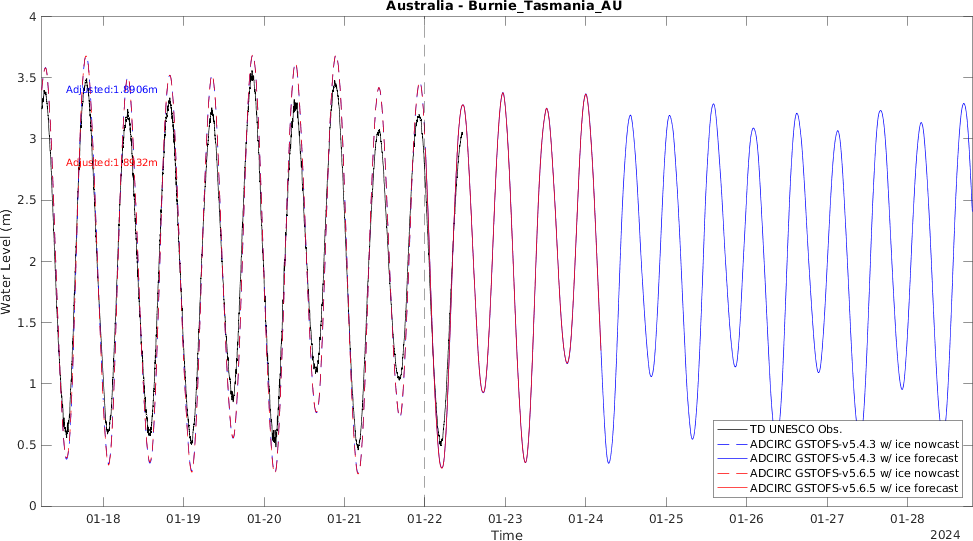 Australia - Burnie_Tasmania_AU
4
3.5
3
2.5
2
1.5
1
0.5
0
Water Level (m)
Adjusted:1.8906m
Adjusted:1.8932m
TD UNESCO Obs.
ADCIRC GSTOFS-v5.4.3 w/ ice nowcast
ADCIRC GSTOFS-v5.4.3 w/ ice forecast
ADCIRC GSTOFS-v5.6.5 w/ ice nowcast
ADCIRC GSTOFS-v5.6.5 w/ ice forecast
01-18 01-19 01-20 01-21 01-22 01-23 01-24 01-25 01-26 01-27 01-28
Time
2024